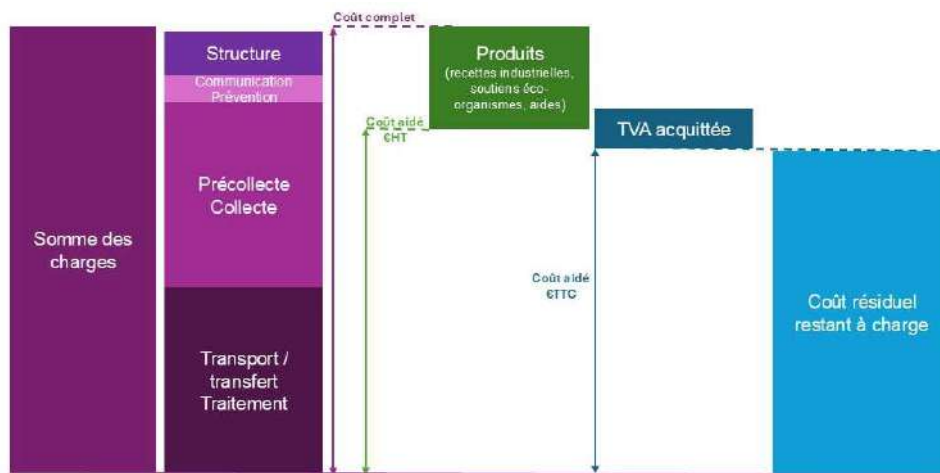 Coût complet
Structure
Communication
Prévention
Produits
(recettes industrielles,
soutiens éco-
organismes, aides)
Coût aidé
€HT
TVA acquittée
Précollecte
Collecte
Somme des
charges
Coût aidé
€TTC
Coût résiduel
restant à charge
Transport /
transfert
Traitement